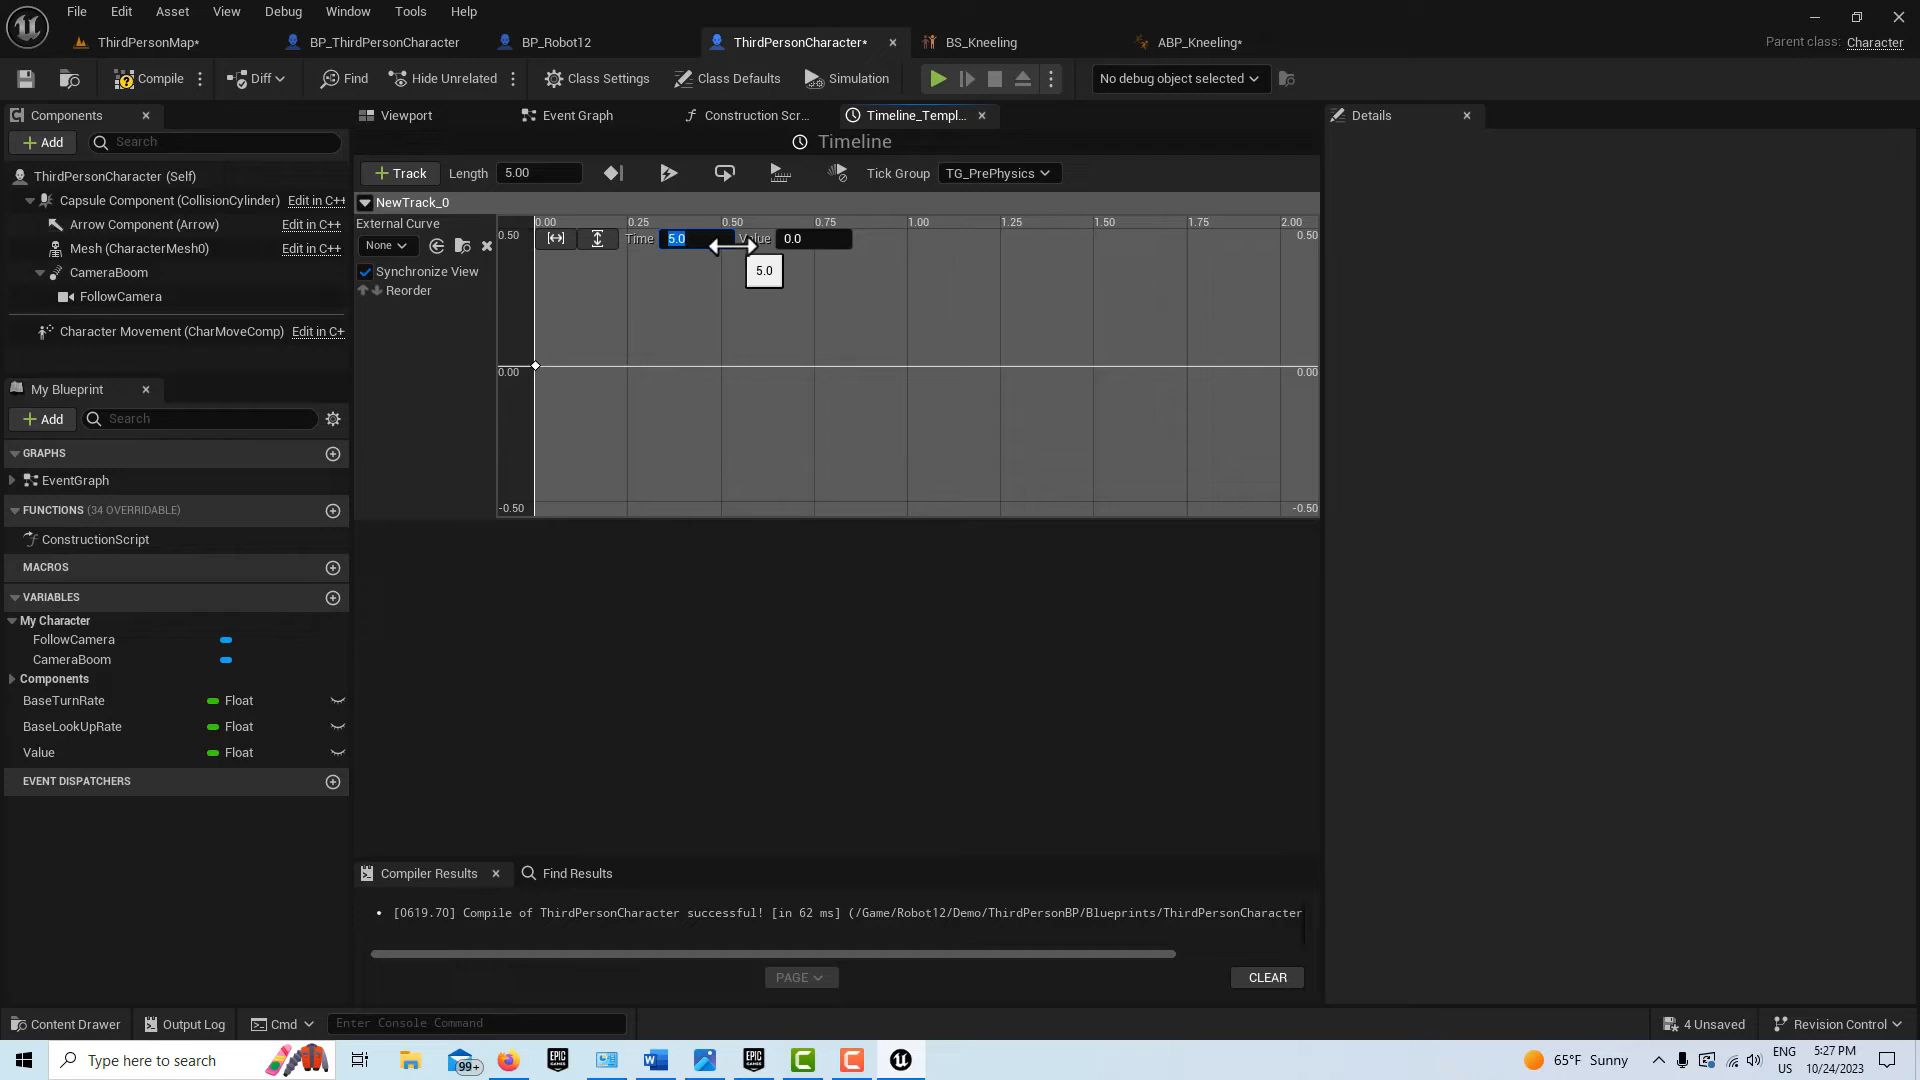 File Edit Asset View Debug Window Tools Help
ThirdPersonMap* BP_ThirdPersonCharacter BP_Robot12 ThirdPersonCharacter* BS_Kneeling ABP_Kneeling* Parent class: Character
Compile Diff Find Hide Unrelated Class Settings Class Defaults Simulation No debug object selected
Components Viewport Event Graph Construction Scr... Timeline_Templ... Details
Add Search Timeline
ThirdPersonCharacter (Self) Track Length 5.00 Tick Group TG_PrePhysics
Capsule Component (CollisionCylinder) Edit in C++ NewTrack_0
Arrow Component (Arrow) Edit in C++ External Curve 0.00 0.25 0.50 0.75 1.00 1.25 1.50 1.75 2.00
Mesh (CharacterMesh0) Edit in C++ None 0.50 Time 5.0 Value 0.0 0.50
CameraBoom Synchronize View 5.0
FollowCamera Reorder
Character Movement (CharMoveComp) Edit in C+
0.00 0.00
My Blueprint
Add Search
GRAPHS
EventGraph
FUNCTIONS (34 OVERRIDABLE) -0.50 -0.50
ConstructionScript
MACROS
VARIABLES
My Character
FollowCamera
CameraBoom
Components
BaseTurnRate Float
BaseLookUpRate Float
Value Float
EVENT DISPATCHERS
Compiler Results Find Results
[0619.70] Compile of ThirdPersonCharacter successful! [in 62 ms] (/Game/Robot12/Demo/ThirdPersonBP/Blueprints/ThirdPersonCharacter
PAGE CLEAR
Content Drawer Output Log Cmd Enter Console Command 4 Unsaved Revision Control
Type here to search 99+ EPIC GAMES EPIC GAMES 65°F Sunny ENG US 5:27 PM 10/24/2023